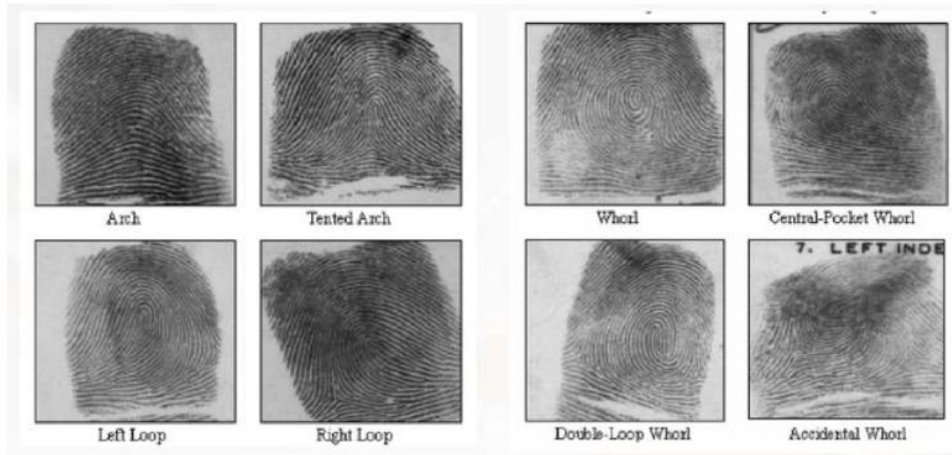 Arch
Tented Arch
Whorl
Central-Pocket Whorl
7. LEFT INDE
Left Loop
Right Loop
Double-Loop Whorl
Accidental Whorl